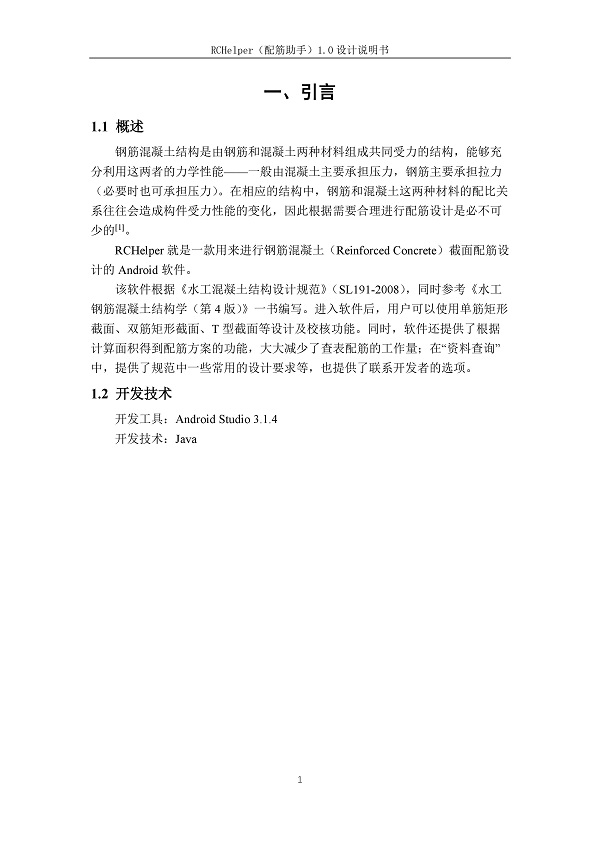 RCHelper（配筋助手）1.0 设计说明书
一、引言
1.1 概述
钢筋混凝土结构是由钢筋和混凝土两种材料组成共同受力的结构，能够充
分利用这两者的力学性能——一般由混凝土主要承担压力，钢筋主要承担拉力
（必要时也可承担压力）。在相应的结构中，钢筋和混凝土这两种材料的配比关
系往往会造成构件受力性能的变化，因此根据需要合理进行配筋设计是必不可
少的[1]。
RCHelper 就是一款用来进行钢筋混凝土（Reinforced Concrete）截面配筋设
计的 Android 软件。
该软件根据《水工混凝土结构设计规范》（SL191-2008），同时参考《水工
钢筋混凝土结构学（第 4 版）》一书编写。进入软件后，用户可以使用单筋矩形
截面、双筋矩形截面、T 型截面等设计及校核功能。同时，软件还提供了根据
计算面积得到配筋方案的功能，大大减少了查表配筋的工作量；在“资料查询”
中，提供了规范中一些常用的设计要求等，也提供了联系开发者的选项。
1.2 开发技术
开发工具：Android Studio 3.1.4
开发技术：Java
1